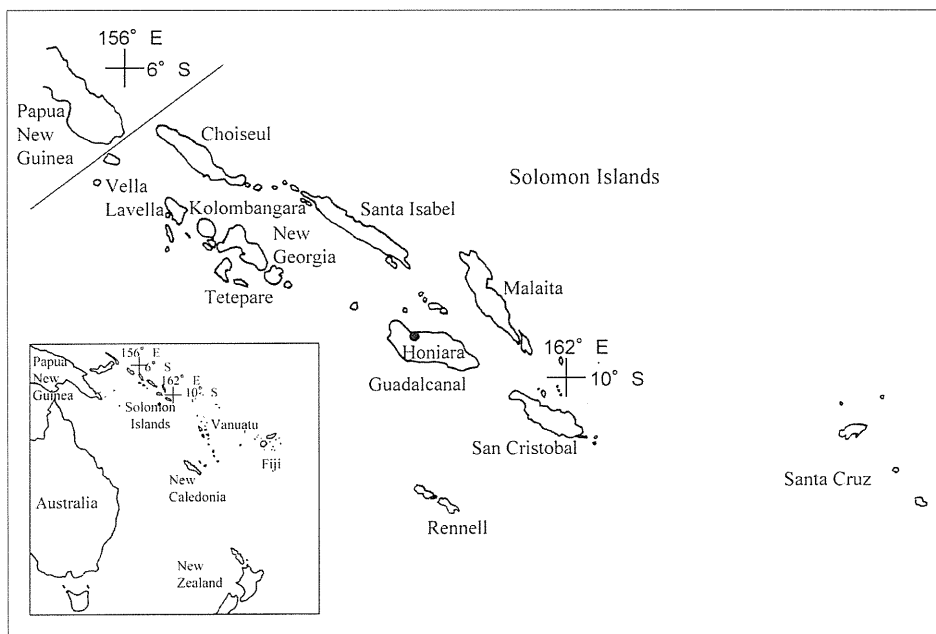 156° E
6° S
Papua
New
Guinea
Choiseul
Solomon Islands
Vella
Lavella
Kolombangara
New
Georgia
Santa Isabel
Tetepare
Malaita
Honiara
Guadalcanal
162° E
10° S
San Cristobal
Santa Cruz
Rennell
156° E
6° S
Papua
New
Guinea
162° E
10° S
Solomon
Islands
Vanuatu
Fiji
New
Caledonia
Australia
New
Zealand